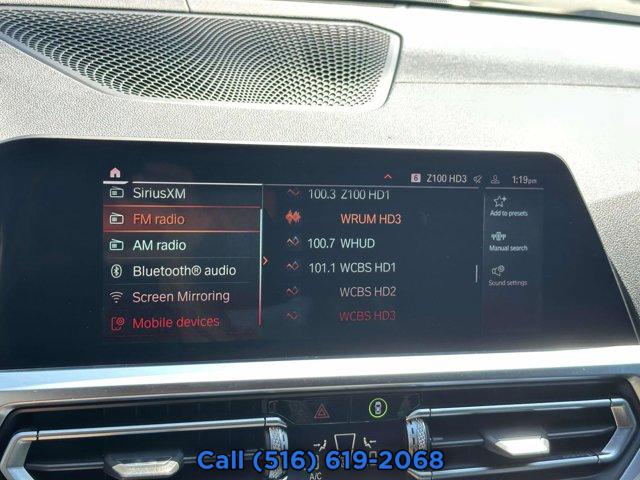 6 Z100 HD3 1:19pm
SiriusXM
FM radio
AM radio
Bluetooth® audio
Screen Mirroring
Mobile devices
100.3 Z100 HD1
WRUM HD3
100.7 WHUD
101.1 WCBS HD1
WCBS HD2
WCBS HD3
Add to presets
Manual search
Sound settings
A/C
Call (516) 619-2068